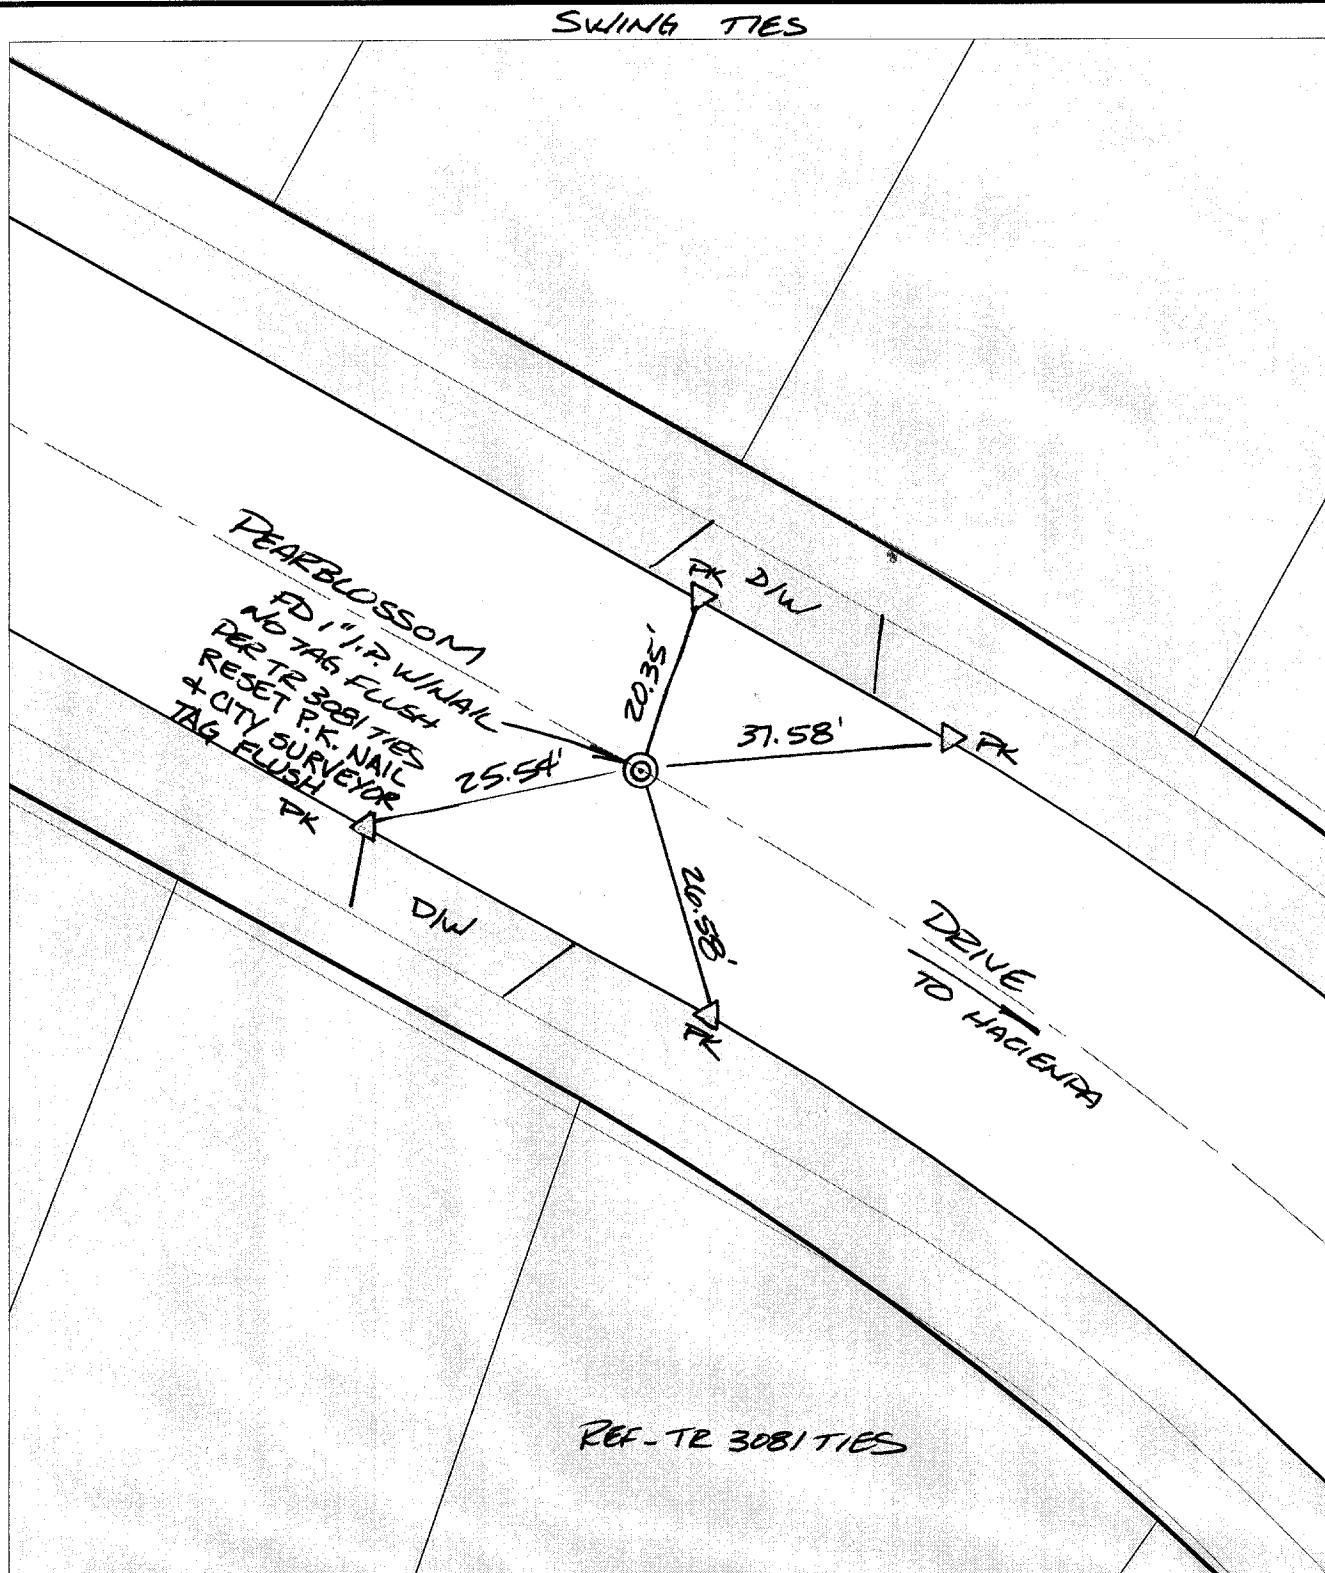 SWING TIES
PK
D/W
20.35'
37.58'
PK
PEARBLOSSOM
FD 1" I.P. W/NAIL
NO TAG FLUSH
PER TR 3081 TIES
RESET P.K. NAIL
& CITY SURVEYOR
TAG FLUSH
25.54'
PK
D/W
26.58'
PK
DRIVE
TO HACIENDA
REF - TR 3081 TIES